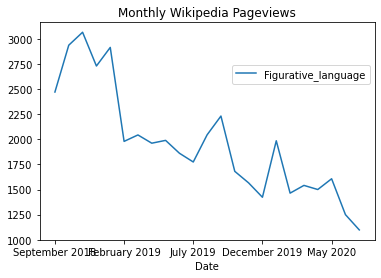 Monthly Wikipedia Pageviews
3000
2750
2500
2250
2000
1750
1500
1250
1000
Figurative_language
September 2018
February 2019
July 2019
December 2019
May 2020
Date